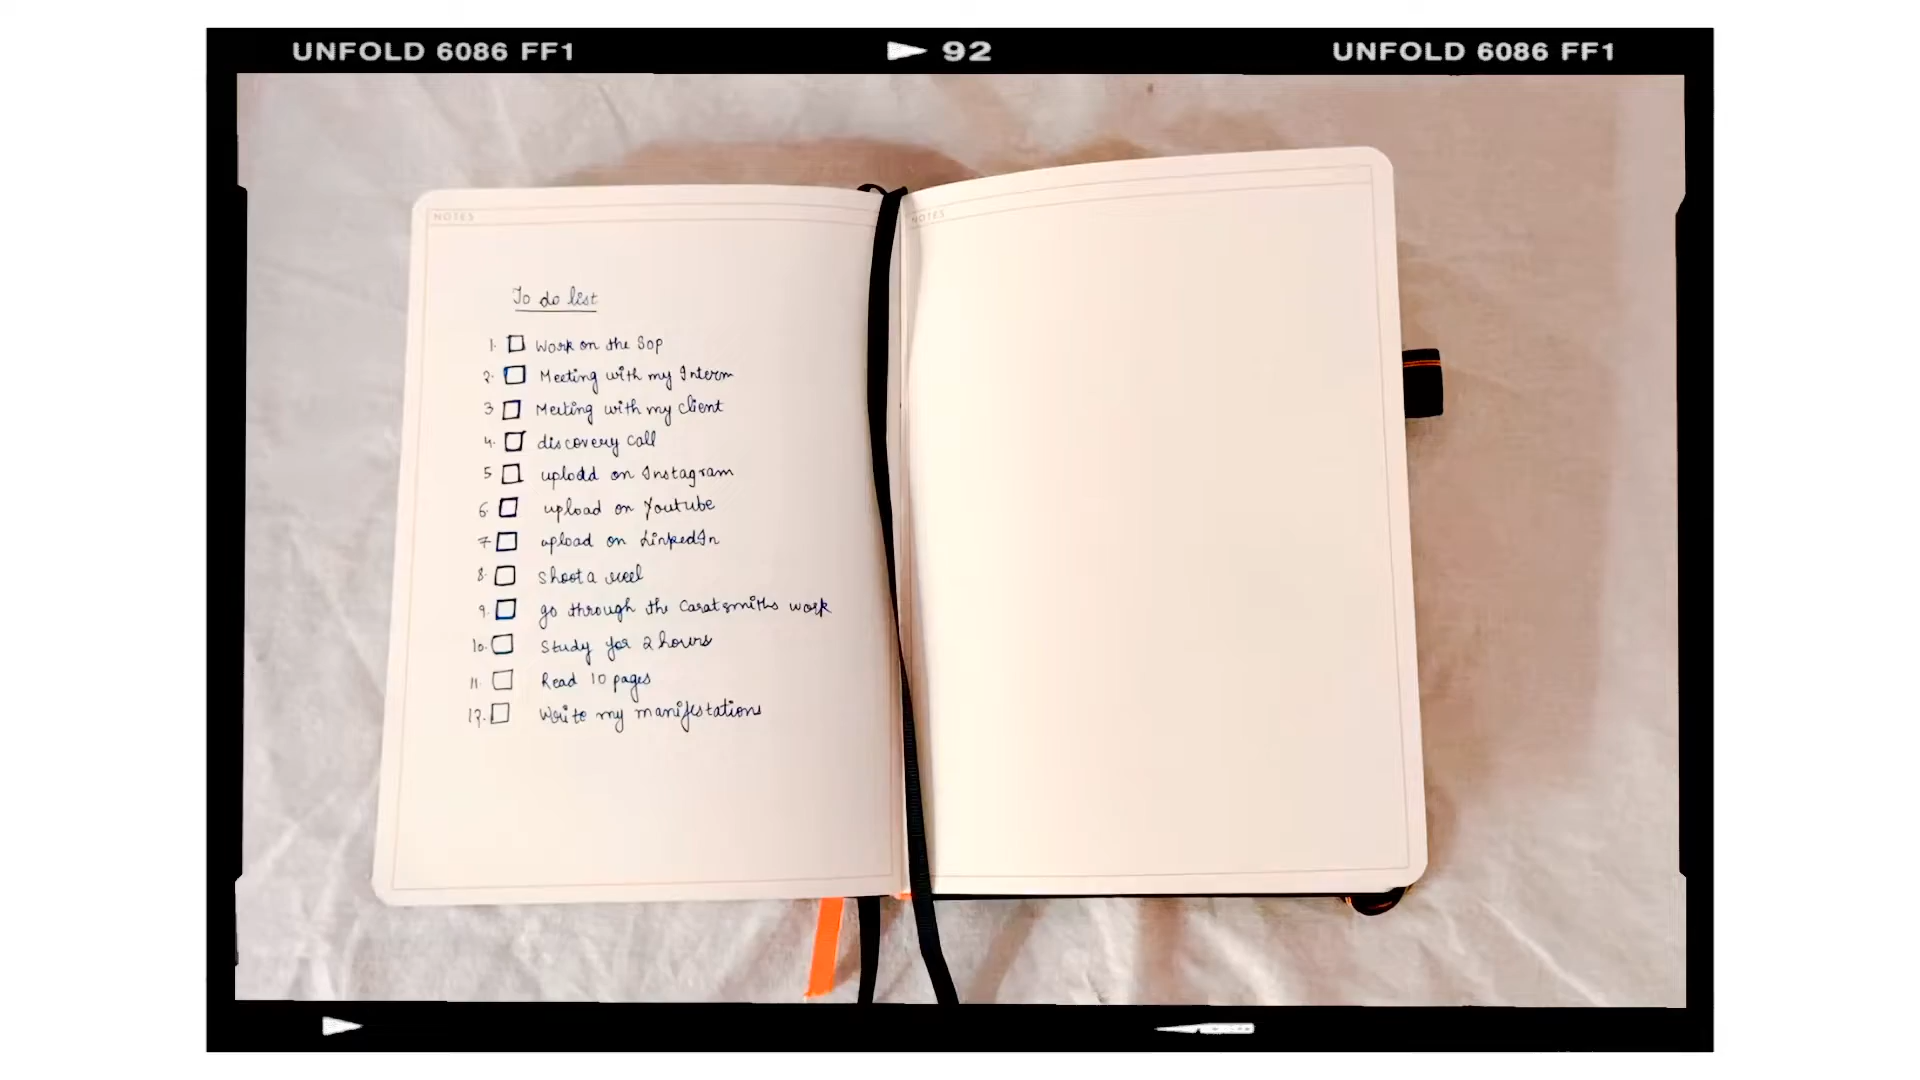 UNFOLD 6086 FF1 92 UNFOLD 6086 FF1
NOTES
NOTES
To do list
1. Work on the Sop
2. Meeting with my Intern
3 Meeting with my client
4. discovery call
5 upload on Instagram
6. upload on Youtube
7 upload on LinkedIn
8. Shoot a reel
9. go through the Caratsmiths work
10. Study for 2 hours
11. Read 10 pages
12. Write my manifestations